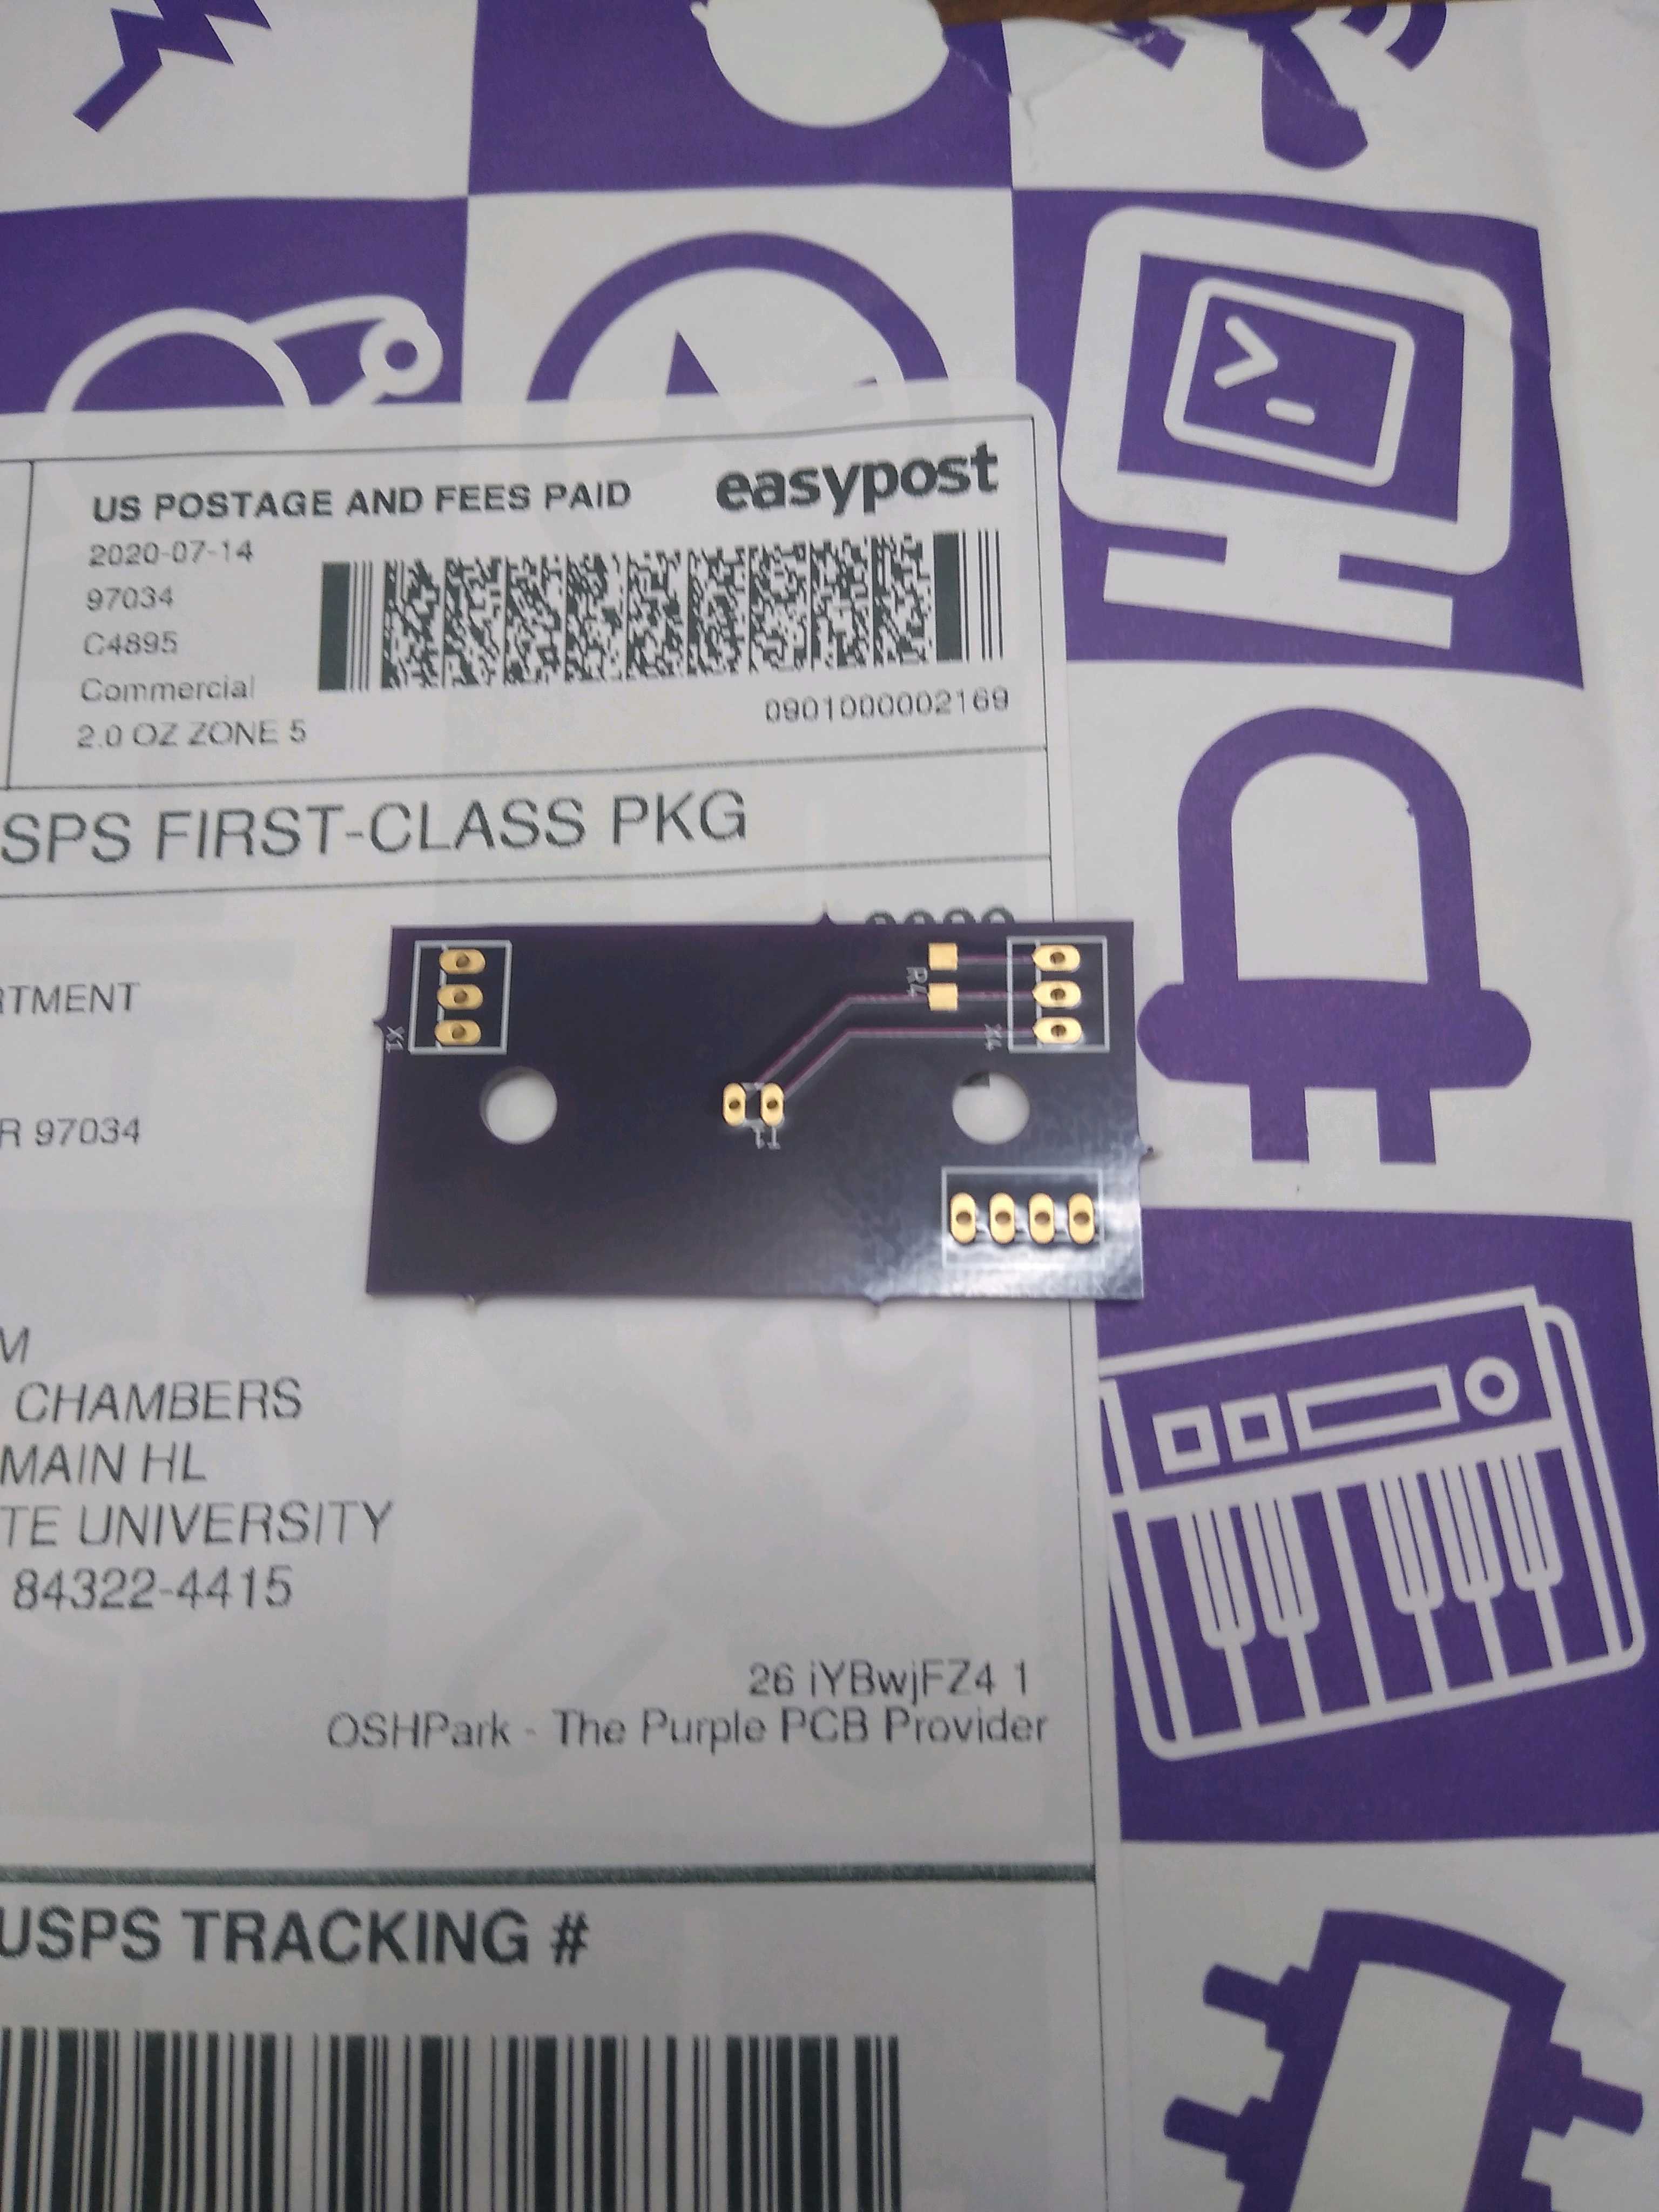 >_
easypost
US POSTAGE AND FEES PAID
2020-07-14
97034
C4895
Commercial
2.0 OZ ZONE 5
0901000002169
SPS FIRST-CLASS PKG
RTMENT
R 97034
R4
X1
X4
T1
M
CHAMBERS
MAIN HL
TE UNIVERSITY
84322-4415
26 iYBwjFZ4 1
OSHPark - The Purple PCB Provider
USPS TRACKING #